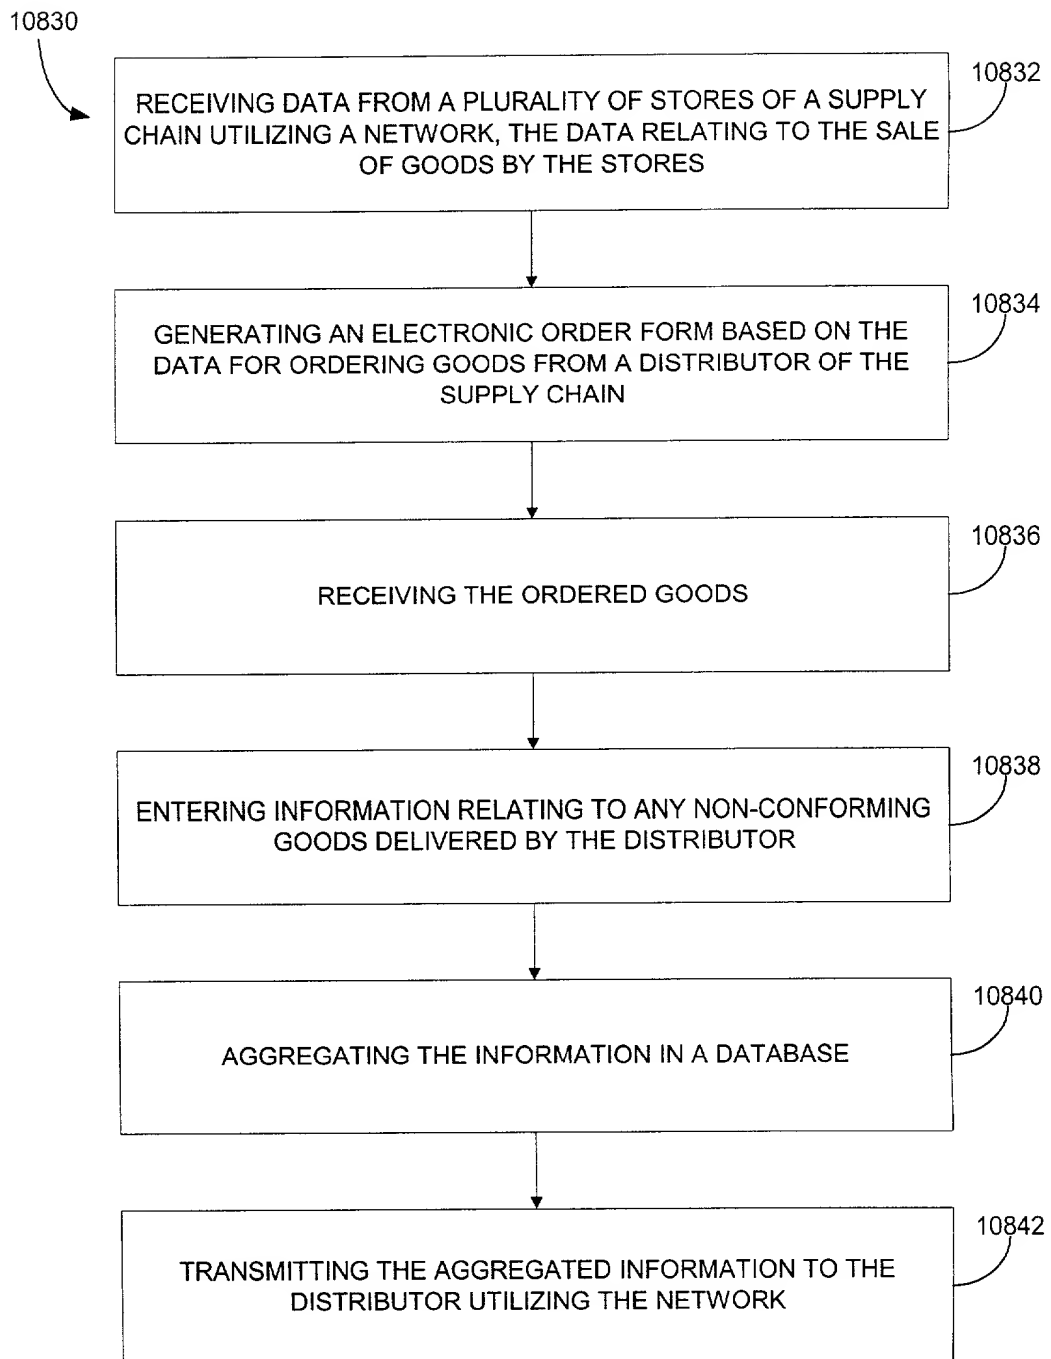 10830
10832
RECEIVING DATA FROM A PLURALITY OF STORES OF A SUPPLY
CHAIN UTILIZING A NETWORK, THE DATA RELATING TO THE SALE
OF GOODS BY THE STORES
10834
GENERATING AN ELECTRONIC ORDER FORM BASED ON THE
DATA FOR ORDERING GOODS FROM A DISTRIBUTOR OF THE
SUPPLY CHAIN
10836
RECEIVING THE ORDERED GOODS
10838
ENTERING INFORMATION RELATING TO ANY NON-CONFORMING
GOODS DELIVERED BY THE DISTRIBUTOR
10840
AGGREGATING THE INFORMATION IN A DATABASE
10842
TRANSMITTING THE AGGREGATED INFORMATION TO THE
DISTRIBUTOR UTILIZING THE NETWORK